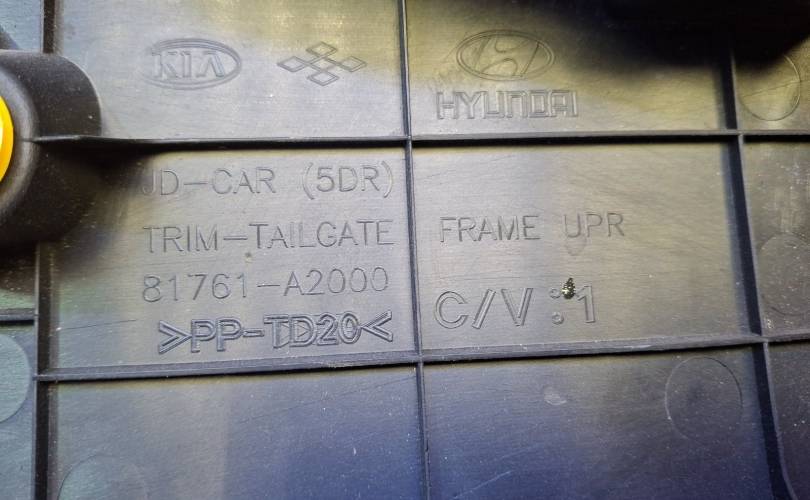 KIA
HYUNDAI
JD-CAR (5DR)
TRIM-TAILGATE FRAME UPR
81761-A2000
>PP-TD20<
C/V:1